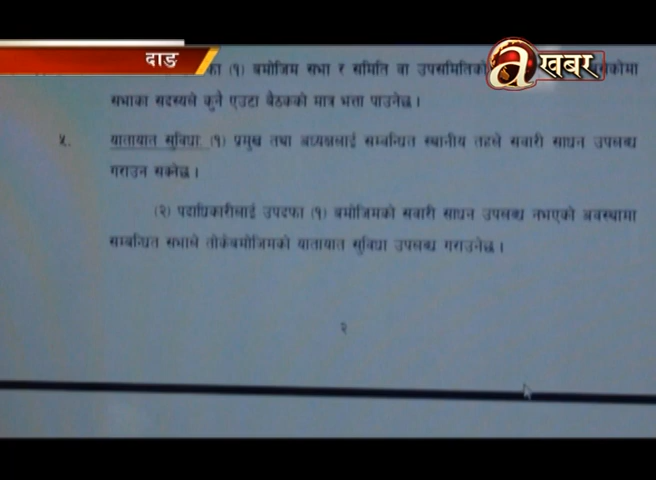 दाङ
a खबर
(१) बमोजिम सभा र समिति वा उपसमितिको
सभाका सदस्यले कुनै एउटा बैठकको मात्र भत्ता पाउनेछ ।
५. यातायात सुविधाः (१) प्रमुख तथा अध्यक्षलाई सम्बन्धित स्थानीय तहले सवारी साधन उपलब्ध
गराउन सक्नेछ ।
(२) पदाधिकारीलाई उपदफा (१) बमोजिमको सवारी साधन उपलब्ध नभएको अवस्थामा
सम्बन्धित सभाले तोकेबमोजिमको यातायात सुविधा उपलब्ध गराउनेछ ।
२